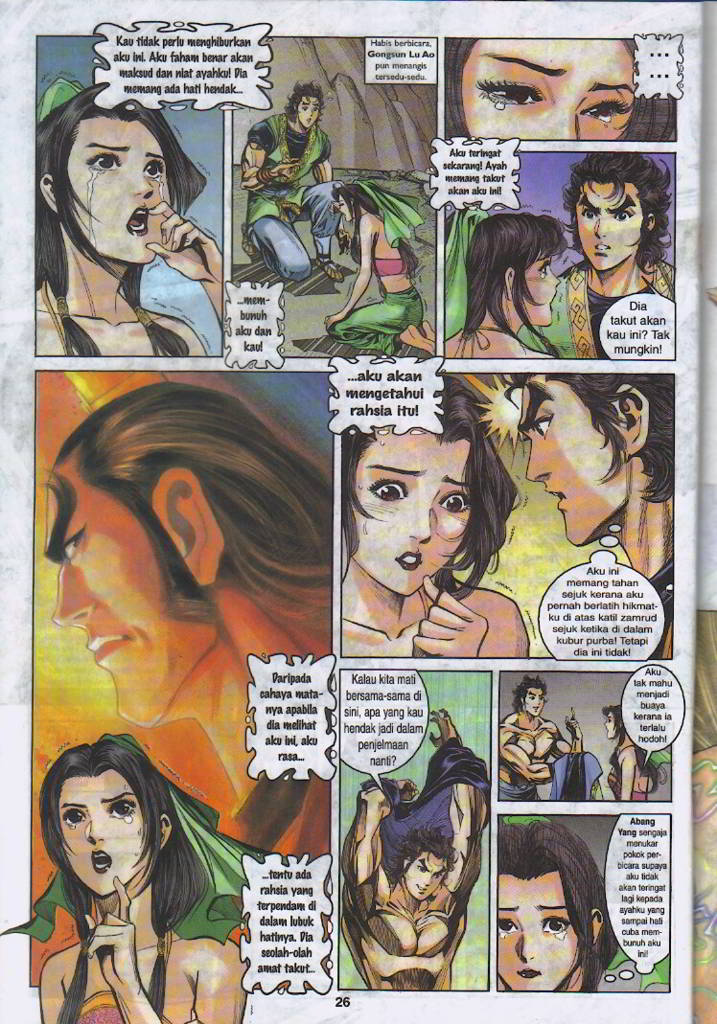 Kau tidak perlu menghiburkan
aku ini. Aku faham benar akan
maksud dan niat ayahku! Dia
memang ada hati hendak...
Habis berbicara,
Gongsun Lu Ao
pun menangis
tersedu-sedu.
...mem-
bunuh
aku dan
kau!
...
...
Aku teringat
sekarang! Ayah
memang takut
akan aku ini!
Dia
takut akan
kau ini? Tak
mungkin!
...aku akan
mengetahui
rahsia itu!
Aku ini
memang tahan
sejuk kerana aku
pernah berlatih hikmat-
ku di atas katil zamrud
sejuk ketika di dalam
kubur purba! Tetapi
dia ini tidak!
Daripada
cahaya mata-
nya apabila
dia melihat
aku ini, aku
rasa...
...tentu ada
rahsia yang
terpendam di
dalam lubuk
hatinya. Dia
seolah-olah
amat takut...
Kalau kita mati
bersama-sama di
sini, apa yang kau
hendak jadi dalam
penjelmaan
nanti?
Aku
tak mahu
menjadi
buaya
kerana ia
terlalu
hodoh!
Abang
Yang sengaja
menukar
pokok per-
bicara supaya
aku tidak
akan teringat
lagi kepada
ayahku yang
sampai hati
cuba mem-
bunuh aku
ini!
26